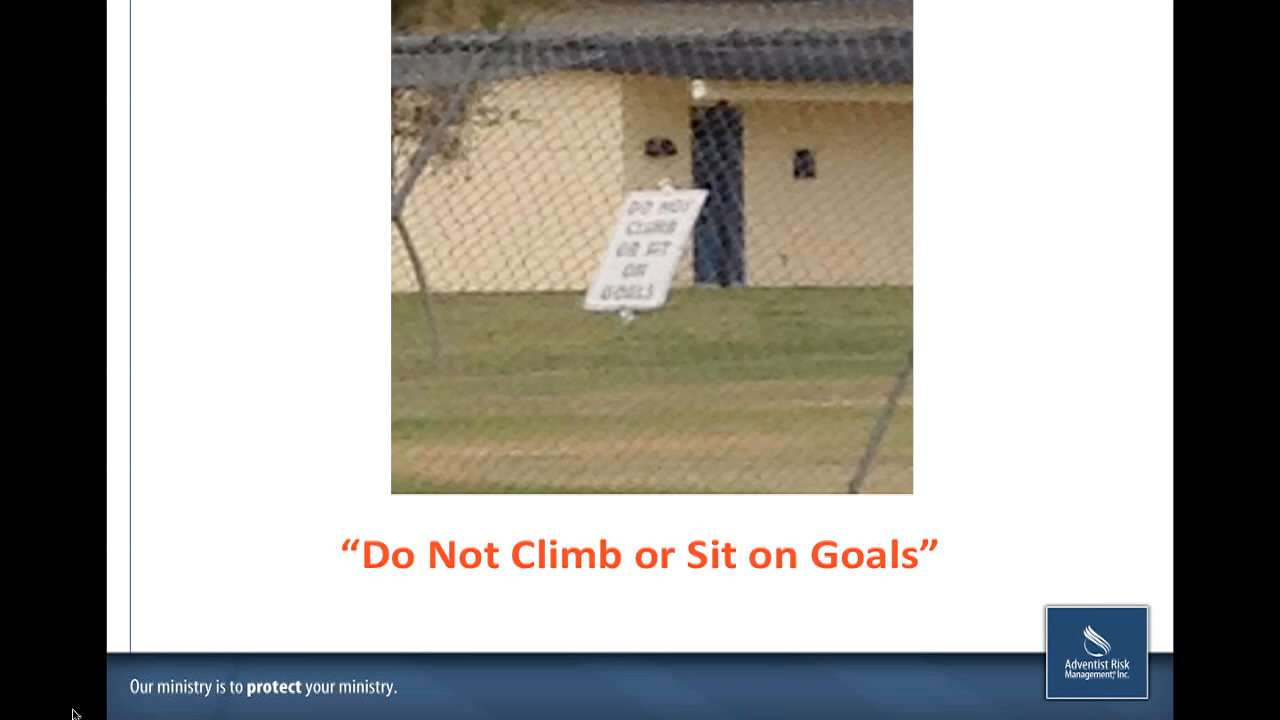 DO NOT
CLIMB
OR SIT
ON
GOALS
“Do Not Climb or Sit on Goals”
Adventist Risk
Management, Inc.
Our ministry is to protect your ministry.